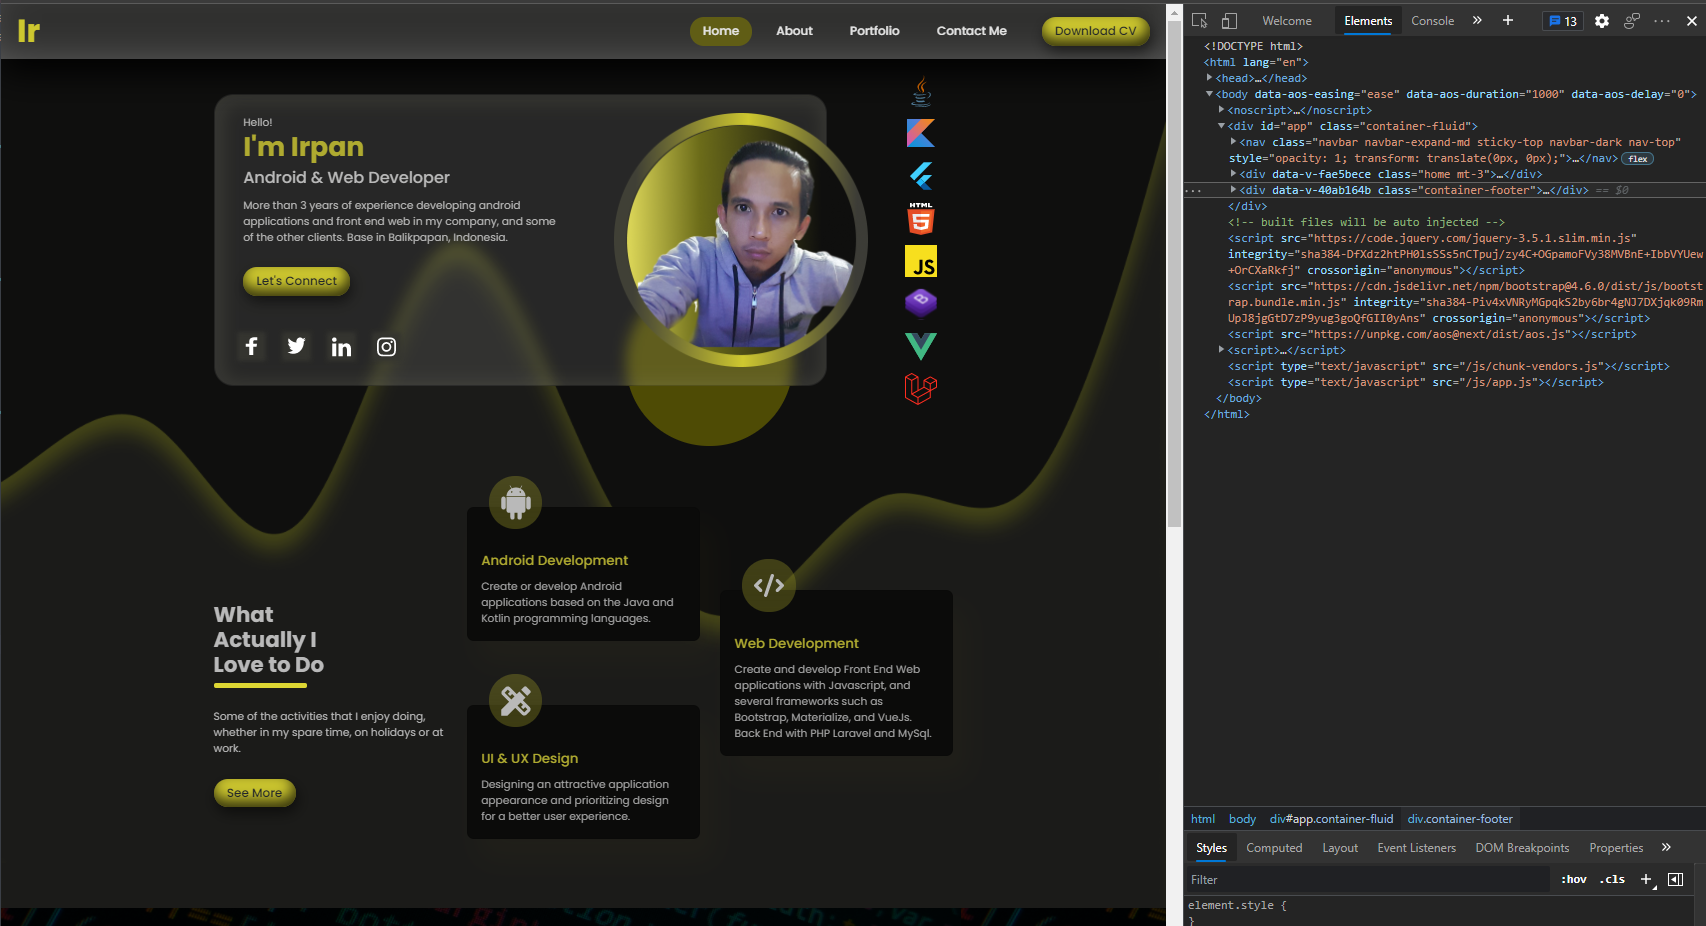 Ir
Home
About
Portfolio
Contact Me
Download CV
Hello!
I'm Irpan
Android & Web Developer
More than 3 years of experience developing android
applications and front end web in my company, and some
of the other clients. Base in Balikpapan, Indonesia.
Let's Connect
HTML
5
JS
B
What
Actually I
Love to Do
Some of the activities that I enjoy doing,
whether in my spare time, on holidays or at
work.
See More
Android Development
Create or develop Android
applications based on the Java and
Kotlin programming languages.
UI & UX Design
Designing an attractive application
appearance and prioritizing design
for a better user experience.
Web Development
Create and develop Front End Web
applications with Javascript, and
several frameworks such as
Bootstrap, Materialize, and VueJs.
Back End with PHP Laravel and MySql.
Welcome
Elements
Console
13
<!DOCTYPE html>
<html lang="en">
<head>…</head>
<body data-aos-easing="ease" data-aos-duration="1000" data-aos-delay="0">
<noscript>…</noscript>
<div id="app" class="container-fluid">
<nav class="navbar navbar-expand-md sticky-top navbar-dark nav-top"
style="opacity: 1; transform: translate(0px, 0px);">…</nav> flex
<div data-v-fae5bece class="home mt-3">…</div>
<div data-v-40ab164b class="container-footer">…</div> == $0
</div>
<!-- built files will be auto injected -->
<script src="https://code.jquery.com/jquery-3.5.1.slim.min.js"
integrity="sha384-DfXdz2htPH0lsSSs5nCTpuj/zy4C+OGpamoFVy38MVBnE+IbbVYUew
+OrCXaRkfj" crossorigin="anonymous"></script>
<script src="https://cdn.jsdelivr.net/npm/bootstrap@4.6.0/dist/js/bootst
rap.bundle.min.js" integrity="sha384-Piv4xVNRyMGpqkS2by6br4gNJ7DXjqk09Rm
UpJ8jgGtD7zP9yug3goQfGII0yAns" crossorigin="anonymous"></script>
<script src="https://unpkg.com/aos@next/dist/aos.js"></script>
<script>…</script>
<script type="text/javascript" src="/js/chunk-vendors.js"></script>
<script type="text/javascript" src="/js/app.js"></script>
</body>
</html>
html
body
div#app.container-fluid
div.container-footer
Styles
Computed
Layout
Event Listeners
DOM Breakpoints
Properties
Filter
:hov
.cls
element.style {
}